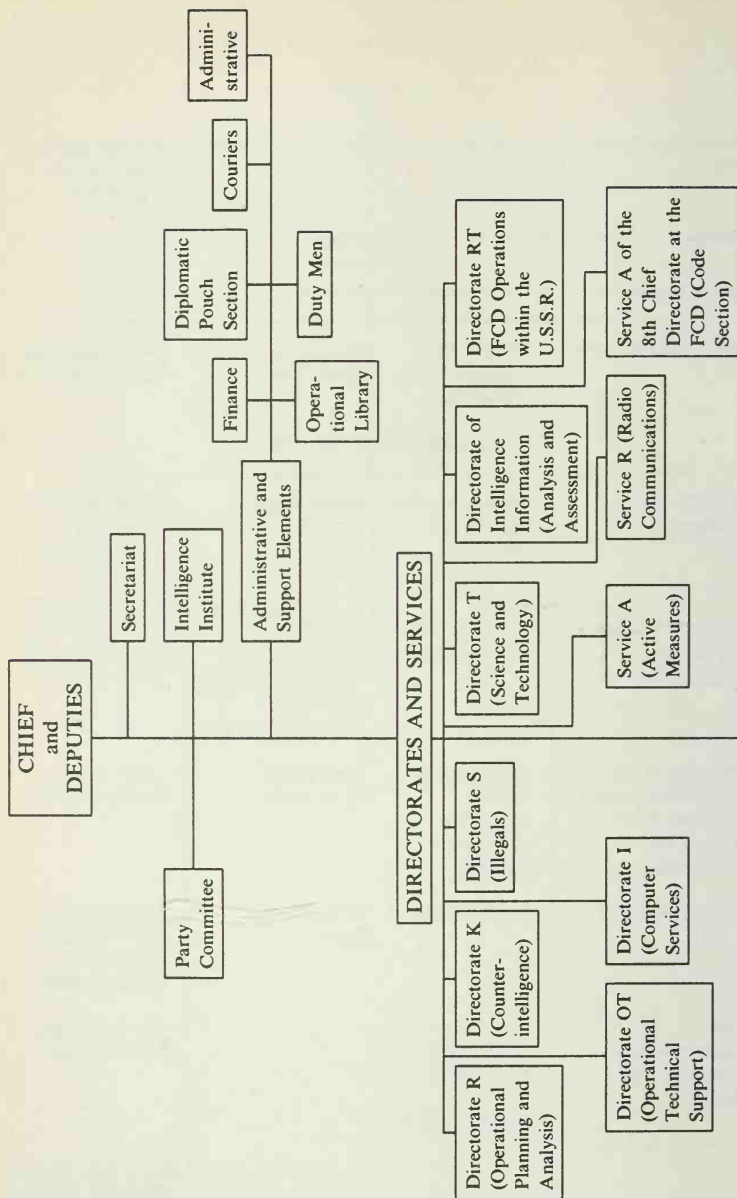 CHIEF
and
DEPUTIES
Party
Committee
Secretariat
Intelligence
Institute
Administrative and
Support Elements
Finance
Diplomatic
Pouch
Section
Couriers
Admini-
strative
Opera-
tional
Library
Duty Men
DIRECTORATES AND SERVICES
Directorate R
(Operational
Planning and
Analysis)
Directorate K
(Counter-
intelligence)
Directorate S
(Illegals)
Directorate T
(Science and
Technology)
Directorate of
Intelligence
Information
(Analysis and
Assessment)
Directorate RT
(FCD Operations
within the
U.S.S.R.)
Directorate OT
(Operational
Technical
Support)
Directorate I
(Computer
Services)
Service A
(Active
Measures)
Service R (Radio
Communications)
Service A of the
8th Chief
Directorate at the
FCD (Code
Section)